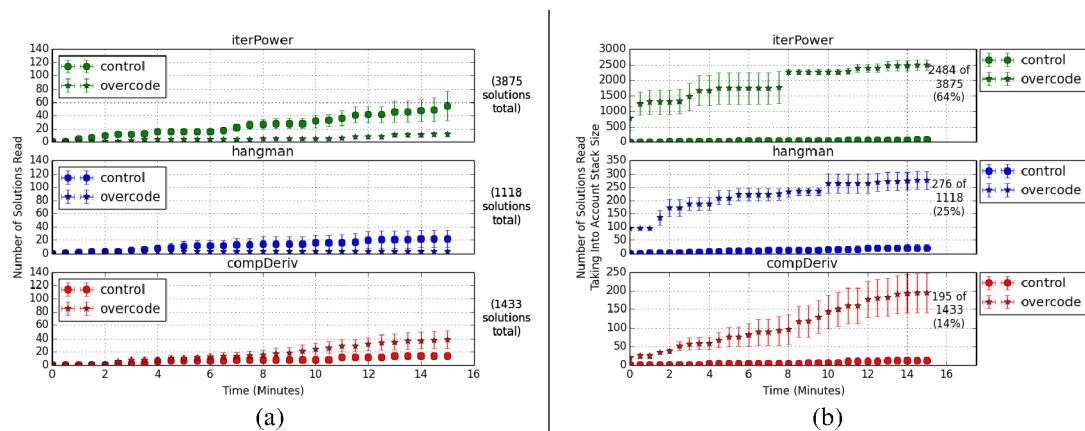 iterPower
140
120
100
80
60
40
20
0
control
overcode
(3875
solutions
total)
hangman
140
120
100
80
60
40
20
0
control
overcode
(1118
solutions
total)
compDeriv
140
120
100
80
60
40
20
0
control
overcode
(1433
solutions
total)
Number of Solutions Read
0 2 4 6 8 10 12 14 16
Time (Minutes)
(a)
iterPower
3000
2500
2000
1500
1000
500
0
2484 of
3875
(64%)
control
overcode
hangman
350
300
250
200
150
100
50
0
276 of
1118
(25%)
control
overcode
compDeriv
250
200
150
100
50
0
195 of
1433
(14%)
control
overcode
Number of Solutions Read
Taking Into Account Stack Size
0 2 4 6 8 10 12 14 16
Time (Minutes)
(b)